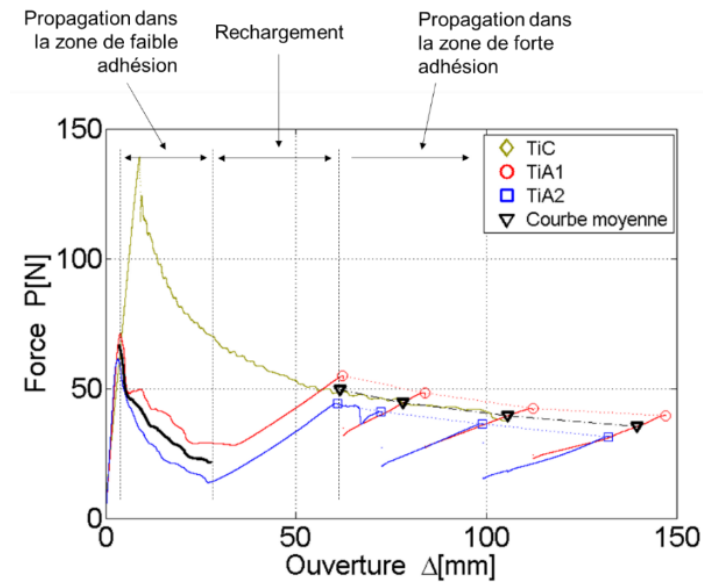 Propagation dans
la zone de faible
adhésion
Rechargement
Propagation dans
la zone de forte
adhésion
150
100
50
0
Force P[N]
TiC
TiA1
TiA2
Courbe moyenne
0
50
100
150
Ouverture Δ[mm]